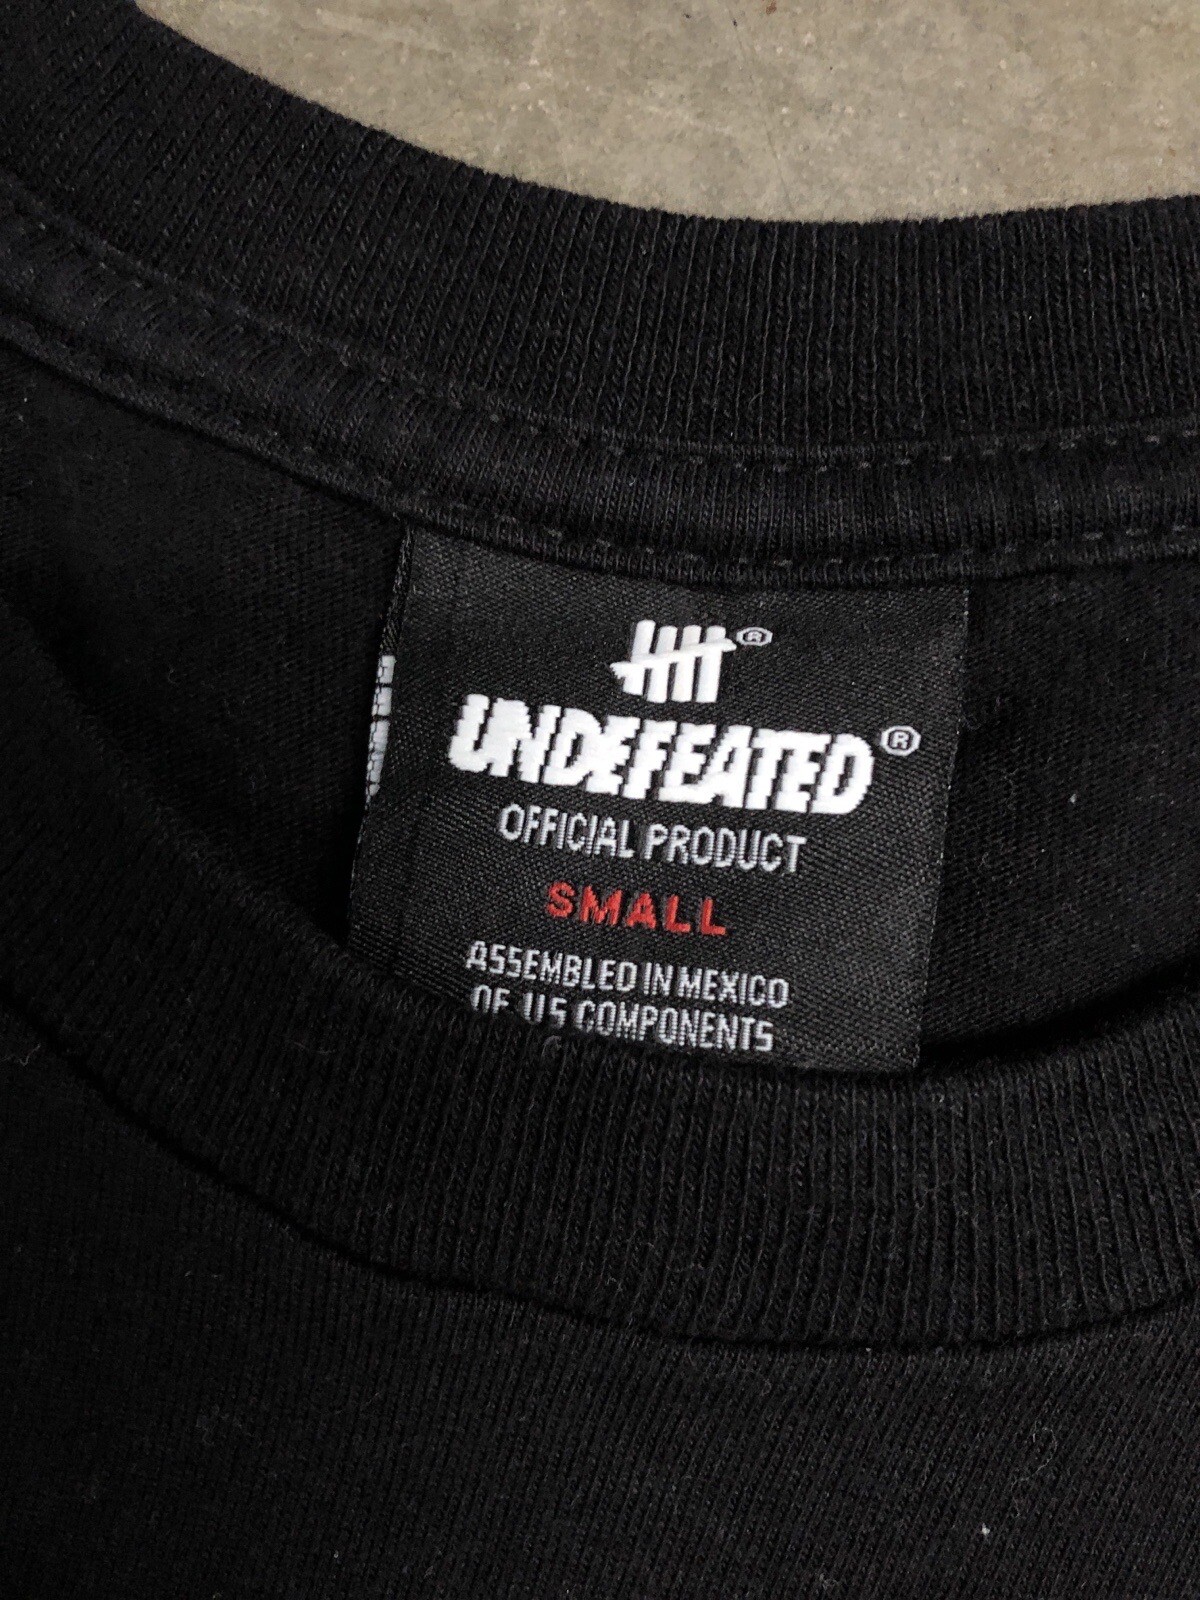 ®
UNDEFEATED®
OFFICIAL PRODUCT
SMALL
ASSEMBLED IN MEXICO
OF US COMPONENTS